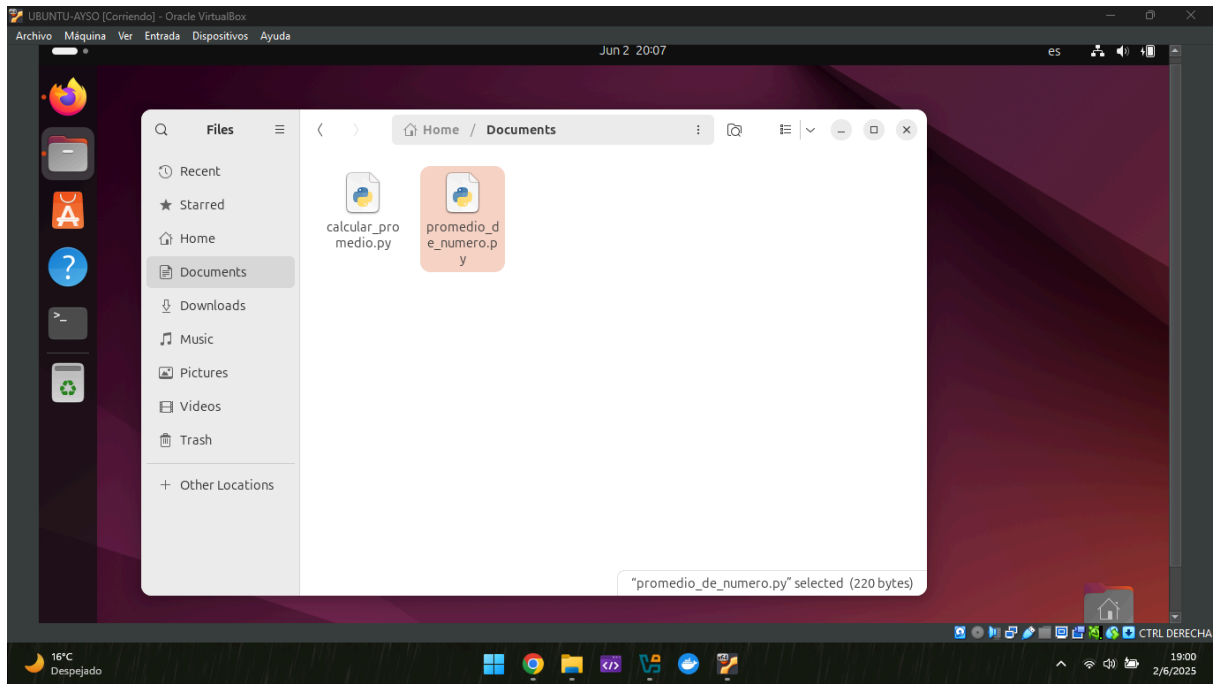 UBUNTU-AYSO [Corriendo] - Oracle VirtualBox
Archivo Máquina Ver Entrada Dispositivos Ayuda
Jun 2 20:07
es
Files
Home / Documents
Recent
Starred
Home
Documents
Downloads
Music
Pictures
Videos
Trash
+ Other Locations
calcular_pro
medio.py
promedio_d
e_numero.p
y
“promedio_de_numero.py” selected (220 bytes)
CTRL DERECHA
16°C
Despejado
19:00
2/6/2025